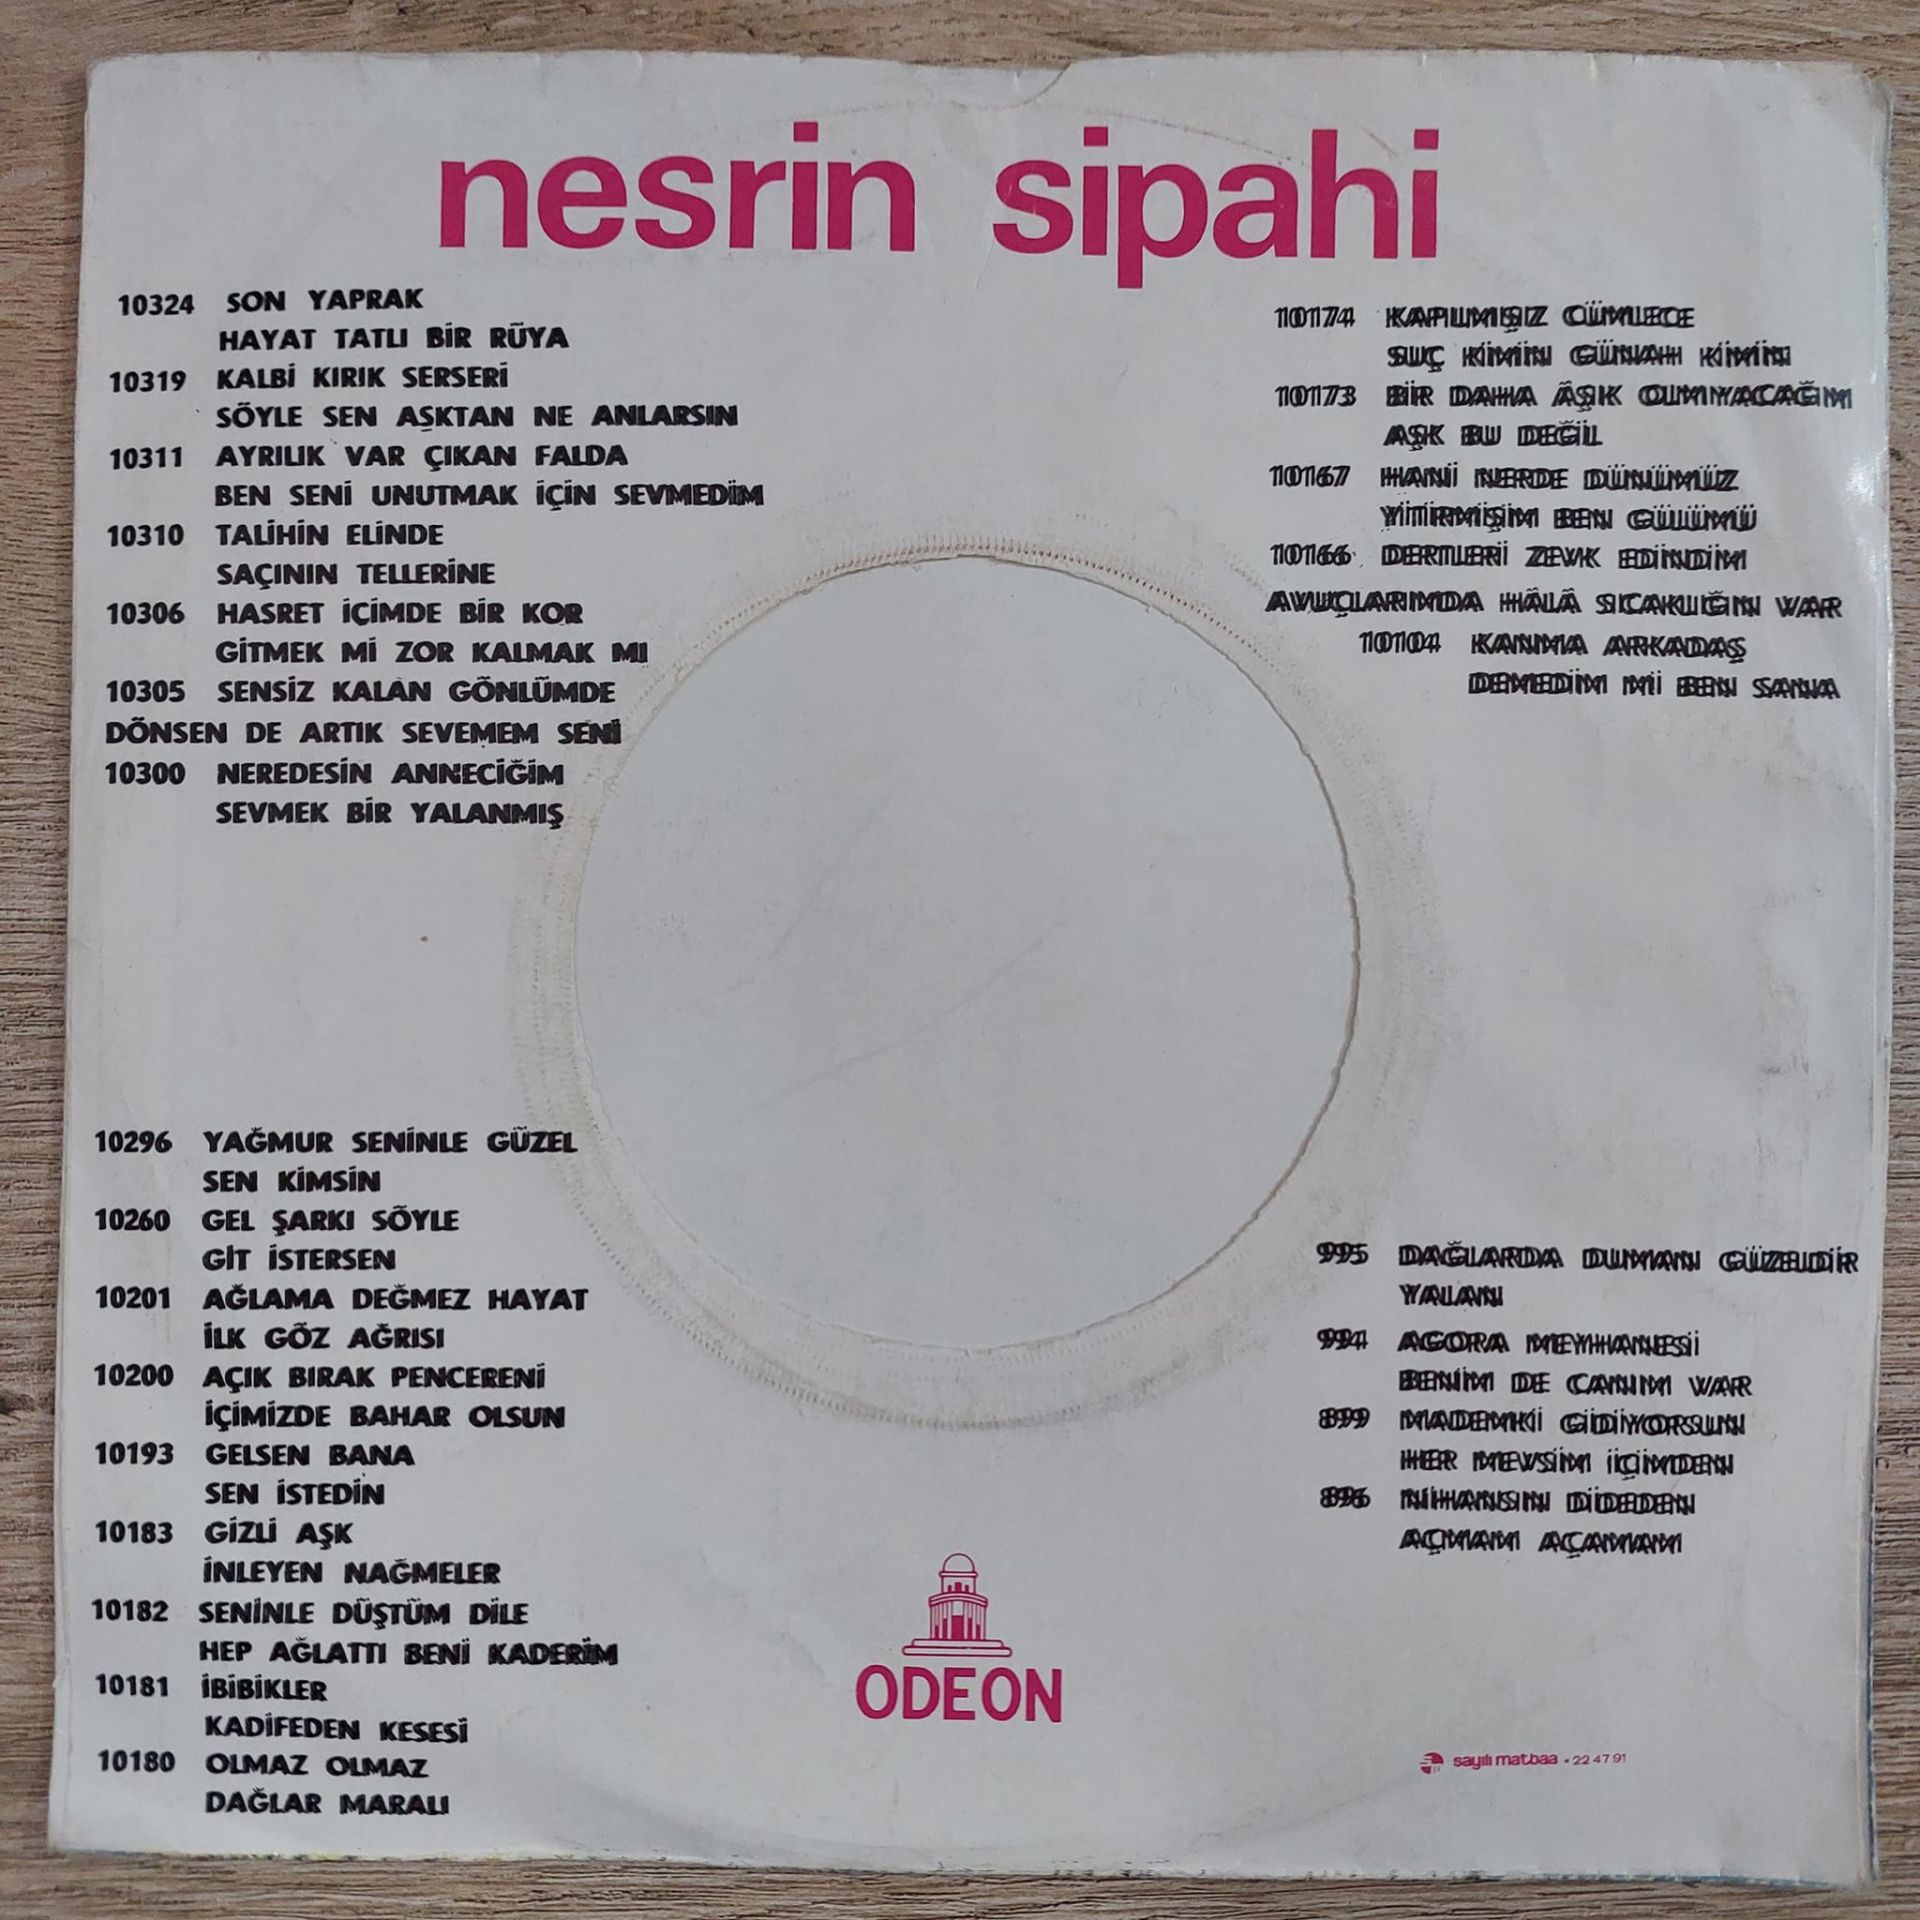 nesrin sipahi
10324 SON YAPRAK
HAYAT TATLI BİR RÜYA
10319 KALBİ KIRIK SERSERİ
SÖYLE SEN AŞKTAN NE ANLARSIN
10311 AYRILIK VAR ÇIKAN FALDA
BEN SENİ UNUTMAK İÇİN SEVMEDİM
10310 TALİHİN ELİNDE
SAÇININ TELLERİNE
10306 HASRET İÇİMDE BİR KOR
GİTMEK Mİ ZOR KALMAK MI
10305 SENSİZ KALAN GÖNLÜMDE
DÖNSEN DE ARTIK SEVEMEM SENİ
10300 NEREDESİN ANNECİĞİM
SEVMEK BİR YALANMIŞ
10296 YAĞMUR SENİNLE GÜZEL
SEN KİMSİN
10260 GEL ŞARKI SÖYLE
GİT İSTERSEN
10201 AĞLAMA DEĞMEZ HAYAT
İLK GÖZ AĞRISI
10200 AÇIK BIRAK PENCERENİ
İÇİMİZDE BAHAR OLSUN
10193 GELSEN BANA
SEN İSTEDİN
10183 GİZLİ AŞK
İNLEYEN NAĞMELER
10182 SENİNLE DÜŞTÜM DİLE
HEP AĞLATTI BENİ KADERİM
10181 İBİBİKLER
KADİFEDEN KESESİ
10180 OLMAZ OLMAZ
DAĞLAR MARALI
10174 KAPILMIŞIZ CÜMLECE
SUÇ KİMİN GÜNAH KİMİN
10173 BİR DAHA ÂŞIK OLMIYACAĞIM
AŞK BU DEĞİL
10167 HANİ NERDE DÜNÜMÜZ
YİTİRMİŞİM BEN GÜLÜMÜ
10166 DERTLERİ ZEVK EDİNDİM
AVUÇLARIMDA HÂLÂ SICAKLIĞIN VAR
10104 KANMA ARKADAŞ
DEMEDİM Mİ BEN SANA
995 DAĞLARDA DUMAN GÜZELDİR
YALAN
994 AGORA MEYHANESİ
BENİM DE CANIM VAR
899 MADEMKİ GİDİYORSUN
HER MEVSİM İÇİMDEN
896 NİHANSIN DİDEDEN
AÇMAM AÇAMAM
ODEON
sayılı matbaa • 22 47 91